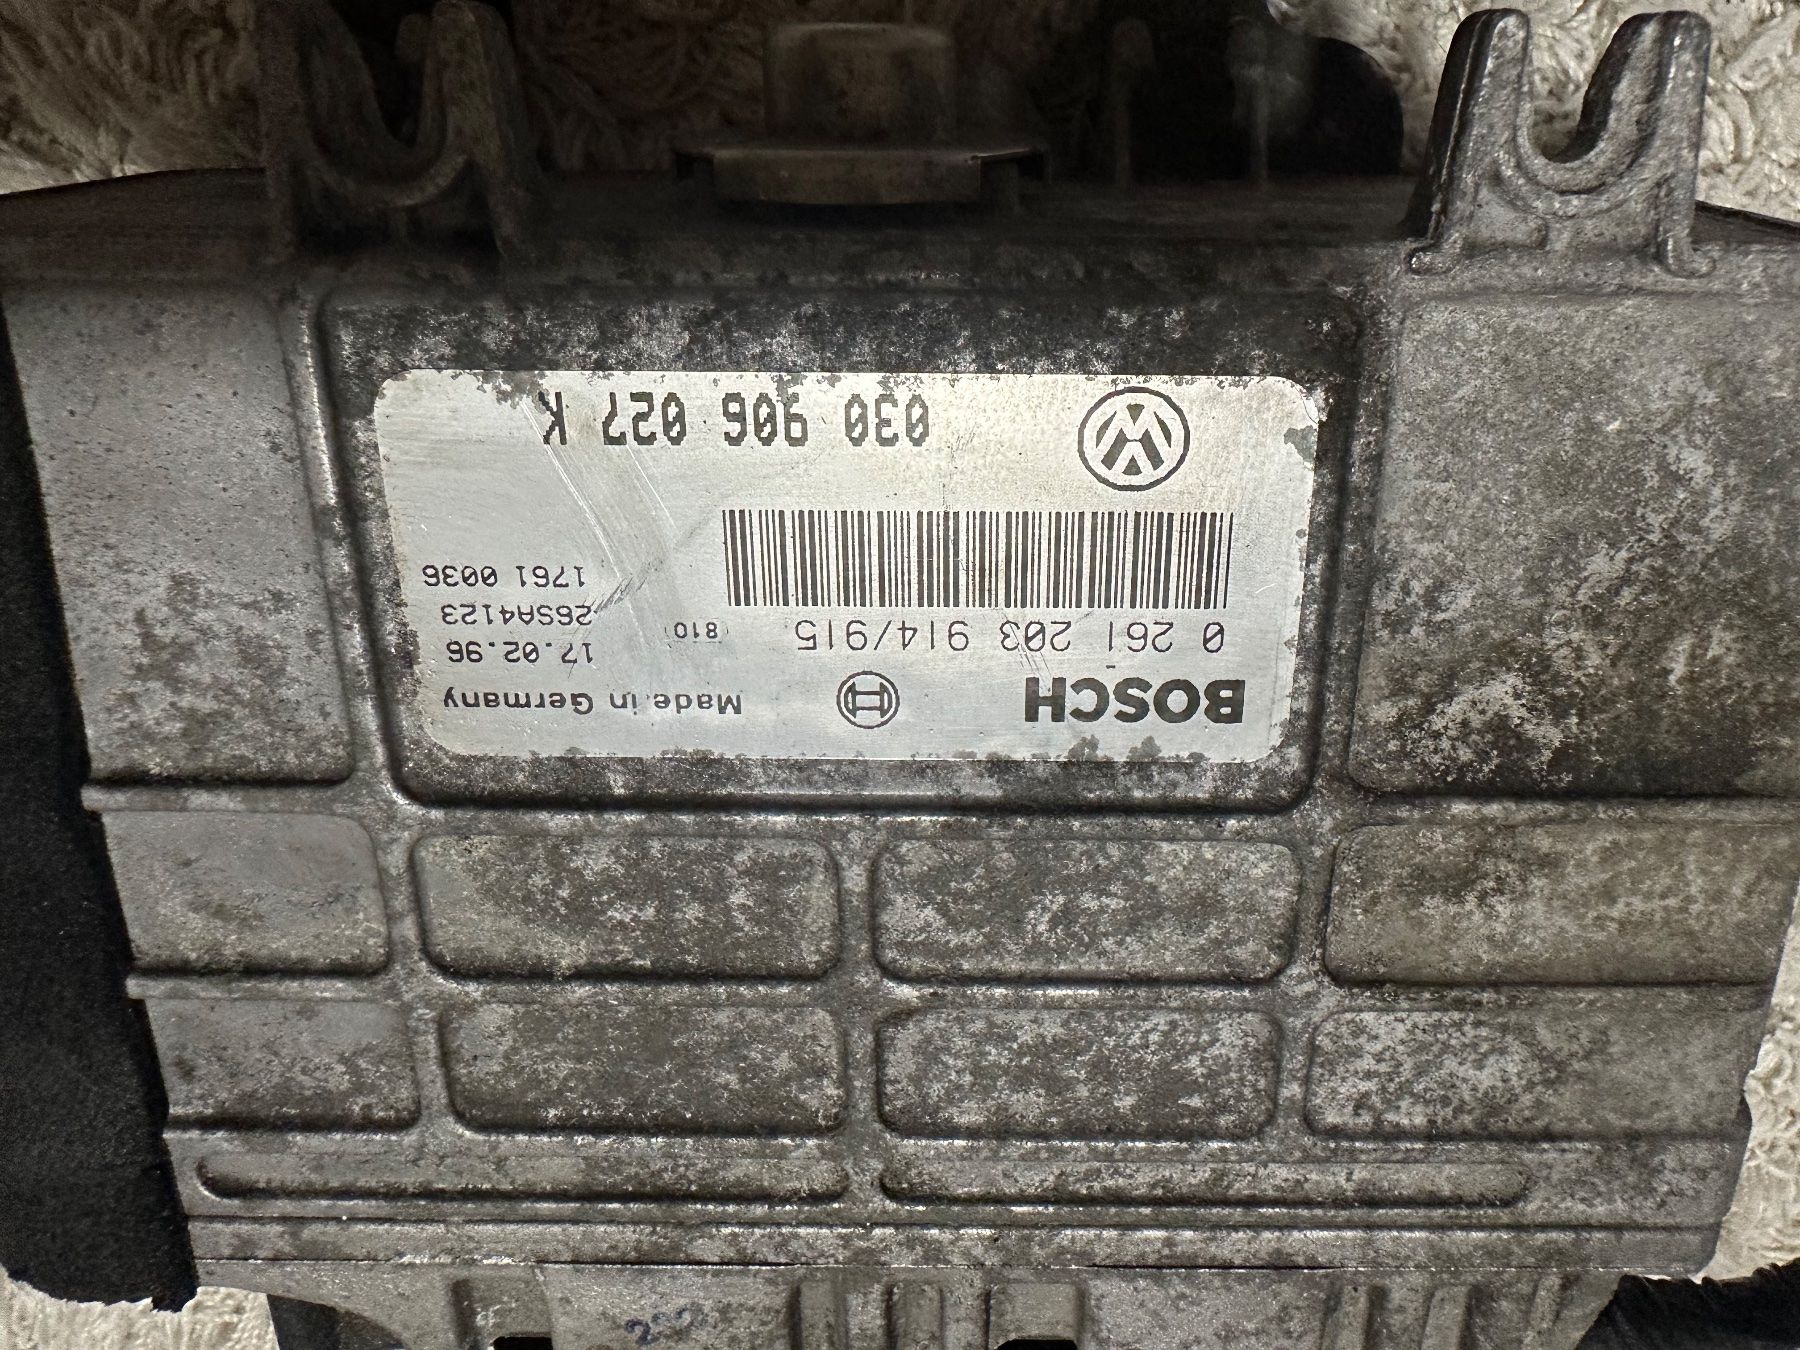 BOSCH Made in Germany
0 261 203 914/915 810 17.02.96
26SA4123
1761 0036
030 906 027 K